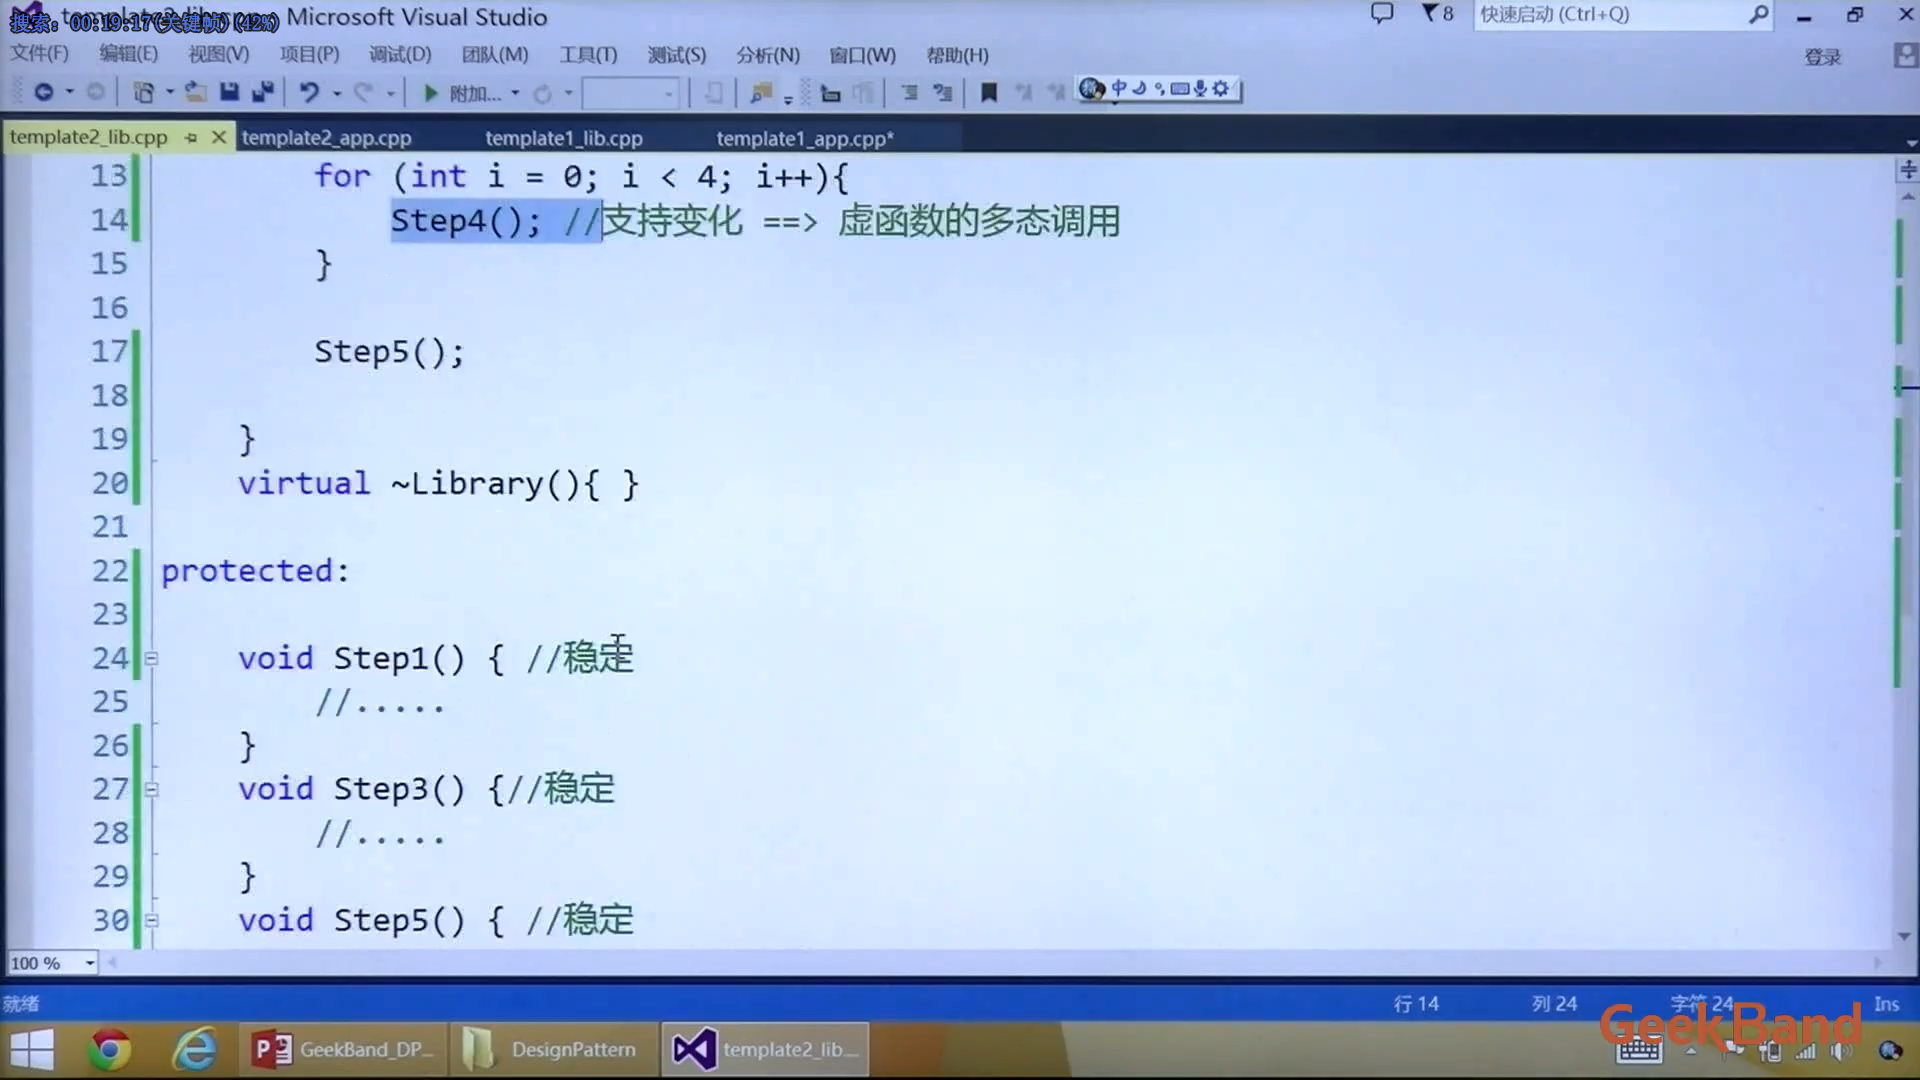 搜索: 00:19:17(关键帧)(42%)
Microsoft Visual Studio
8
快速启动 (Ctrl+Q)
文件(F) 编辑(E) 视图(V) 项目(P) 调试(D) 团队(M) 工具(T) 测试(S) 分析(N) 窗口(W) 帮助(H)
登录
附加...
中
template2_lib.cpp template2_app.cpp template1_lib.cpp template1_app.cpp*
13 for (int i = 0; i < 4; i++){
14 Step4(); //支持变化 ==> 虚函数的多态调用
15 }
16
17 Step5();
18
19 }
20 virtual ~Library(){ }
21
22 protected:
23
24 void Step1() { //稳定
25 //.....
26 }
27 void Step3() {//稳定
28 //.....
29 }
30 void Step5() { //稳定
100 %
就绪
行 14 列 24 字符 24 Ins
GeekBand
GeekBand_DP... DesignPattern template2_lib...